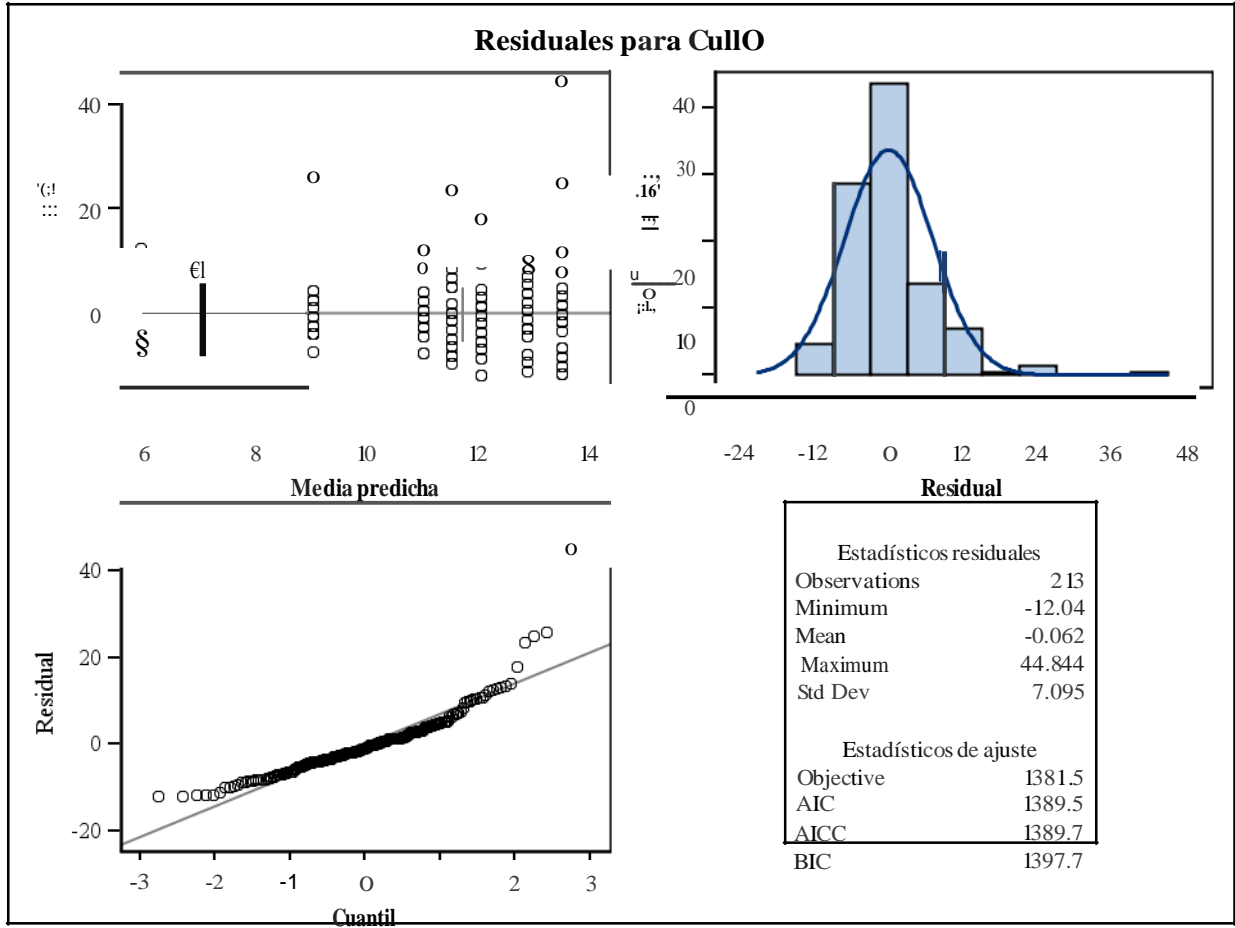 Residuales para CullO
40
20
0
6 8 10 12 14
Media predicha
40
30
20
10
0
-24 -12 O 12 24 36 48
Residual
40
20
0
-20
Residual
-3 -2 -1 O 2 3
Cuantil
Estadísticos residuales
Observations 213
Minimum -12.04
Mean -0.062
Maximum 44.844
Std Dev 7.095
Estadísticos de ajuste
Objective 1381.5
AIC 1389.5
AICC 1389.7
BIC 1397.7